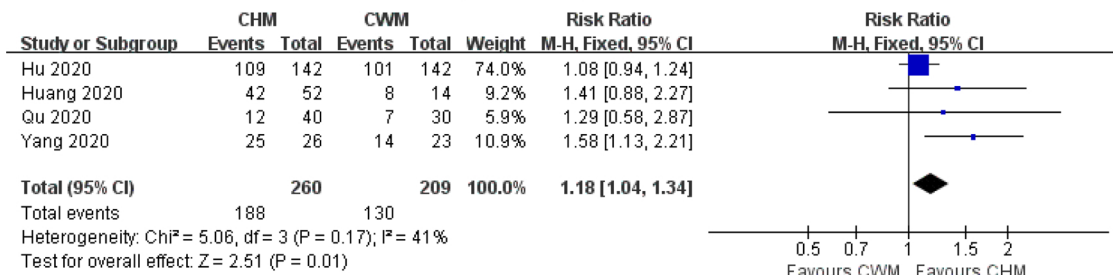 CHM CWM Risk Ratio Risk Ratio
Study or Subgroup Events Total Events Total Weight M-H, Fixed, 95% CI M-H, Fixed, 95% CI
Hu 2020 109 142 101 142 74.0% 1.08 [0.94, 1.24]
Huang 2020 42 52 8 14 9.2% 1.41 [0.88, 2.27]
Qu 2020 12 40 7 30 5.9% 1.29 [0.58, 2.87]
Yang 2020 25 26 14 23 10.9% 1.58 [1.13, 2.21]
Total (95% CI) 260 209 100.0% 1.18 [1.04, 1.34]
Total events 188 130
Heterogeneity: Chi² = 5.06, df = 3 (P = 0.17); I² = 41%
Test for overall effect: Z = 2.51 (P = 0.01)
0.5 0.7 1 1.5 2
Favours CWM Favours CHM